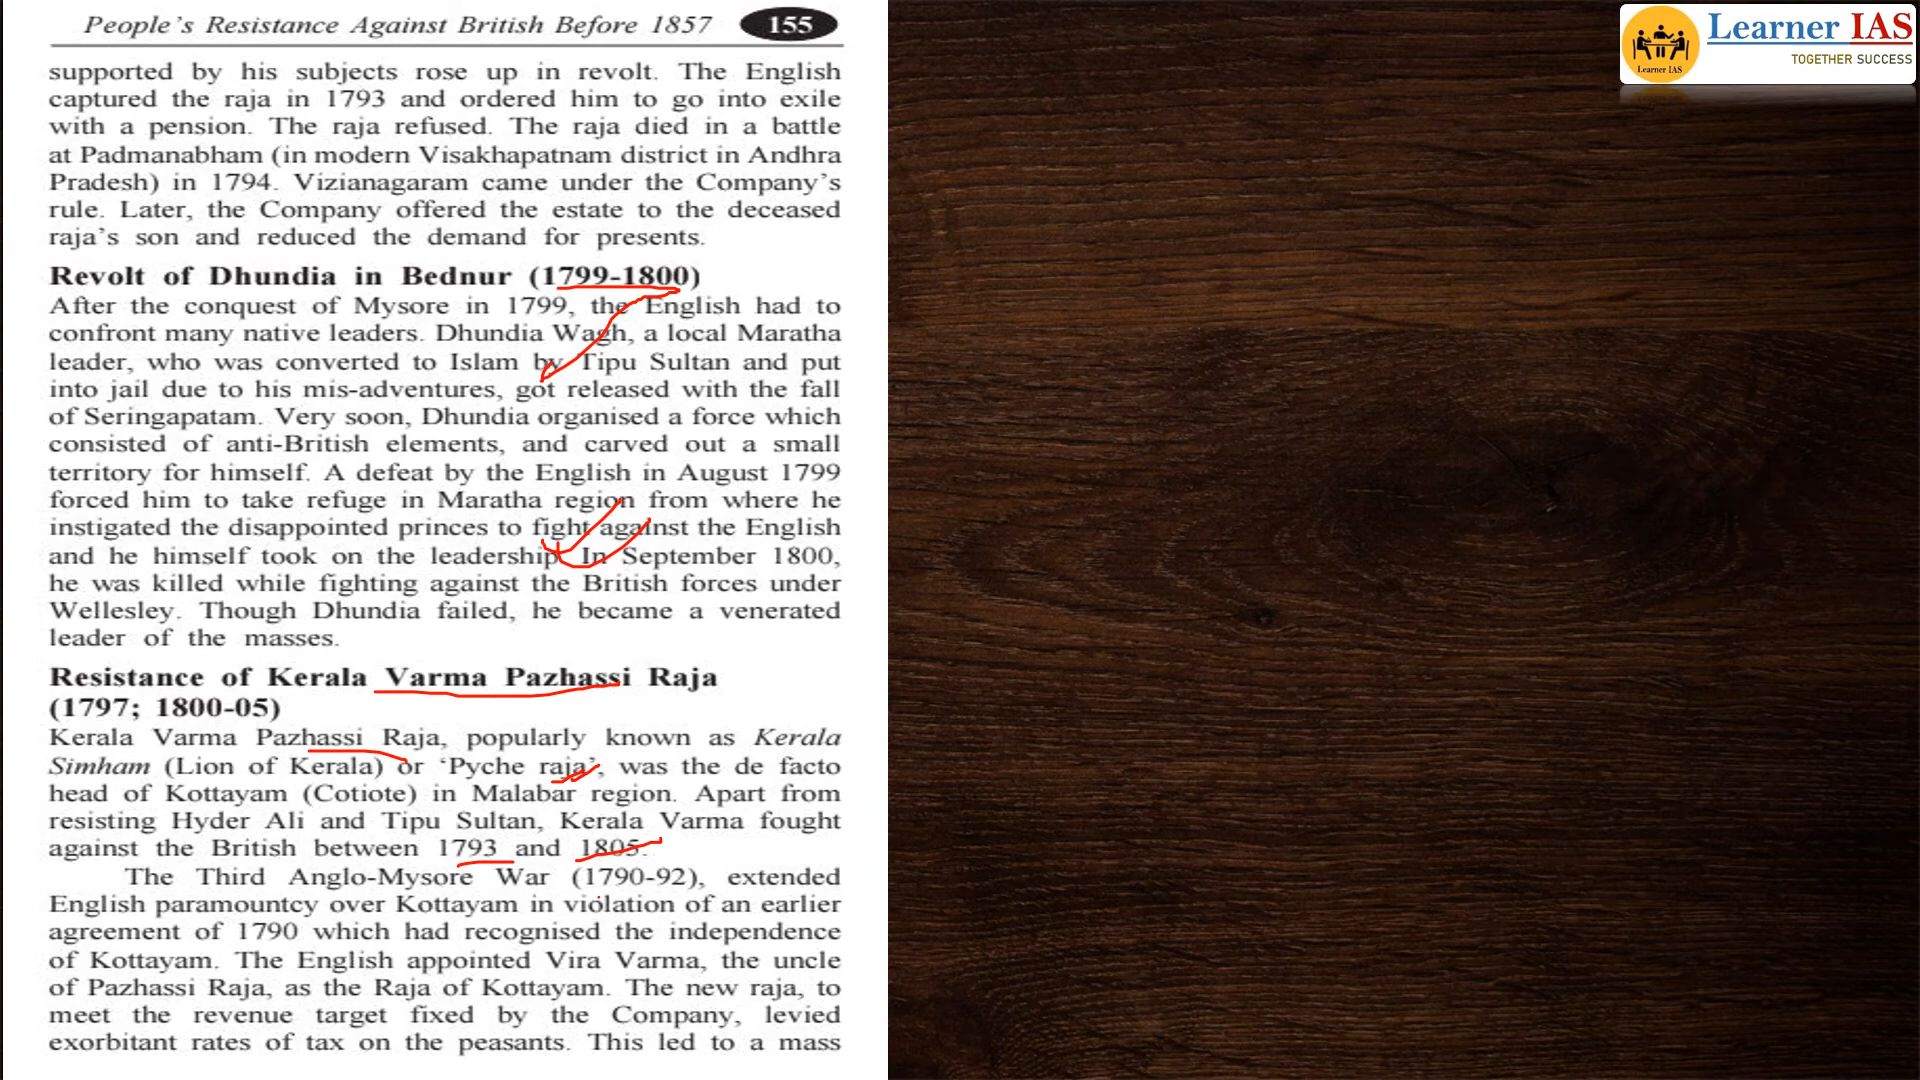 People's Resistance Against British Before 1857 155
supported by his subjects rose up in revolt. The English
captured the raja in 1793 and ordered him to go into exile
with a pension. The raja refused. The raja died in a battle
at Padmanabham (in modern Visakhapatnam district in Andhra
Pradesh) in 1794. Vizianagaram came under the Company's
rule. Later, the Company offered the estate to the deceased
raja's son and reduced the demand for presents.
Revolt of Dhundia in Bednur (1799-1800)
After the conquest of Mysore in 1799, the English had to
confront many native leaders. Dhundia Wagh, a local Maratha
leader, who was converted to Islam by Tipu Sultan and put
into jail due to his mis-adventures, got released with the fall
of Seringapatam. Very soon, Dhundia organised a force which
consisted of anti-British elements, and carved out a small
territory for himself. A defeat by the English in August 1799
forced him to take refuge in Maratha region from where he
instigated the disappointed princes to fight against the English
and he himself took on the leadership. In September 1800,
he was killed while fighting against the British forces under
Wellesley. Though Dhundia failed, he became a venerated
leader of the masses.
Resistance of Kerala Varma Pazhassi Raja
(1797; 1800-05)
Kerala Varma Pazhassi Raja, popularly known as Kerala
Simham (Lion of Kerala) or ‘Pyche raja’, was the de facto
head of Kottayam (Cotiote) in Malabar region. Apart from
resisting Hyder Ali and Tipu Sultan, Kerala Varma fought
against the British between 1793 and 1805.
The Third Anglo-Mysore War (1790-92), extended
English paramountcy over Kottayam in violation of an earlier
agreement of 1790 which had recognised the independence
of Kottayam. The English appointed Vira Varma, the uncle
of Pazhassi Raja, as the Raja of Kottayam. The new raja, to
meet the revenue target fixed by the Company, levied
exorbitant rates of tax on the peasants. This led to a mass
Learner IAS
Learner IAS
TOGETHER SUCCESS